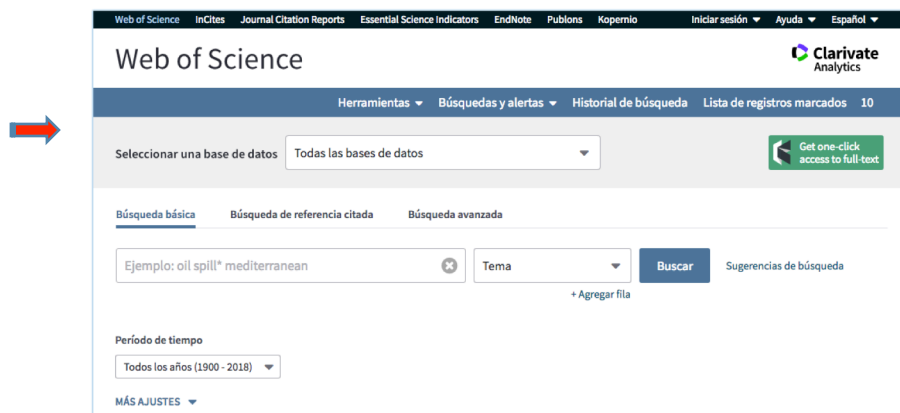 Web of Science InCites Journal Citation Reports Essential Science Indicators EndNote Publons Kopernio Iniciar sesión Ayuda Español
Web of Science
Clarivate
Analytics
Herramientas Búsquedas y alertas Historial de búsqueda Lista de registros marcados 10
Seleccionar una base de datos Todas las bases de datos
Get one-click
access to full-text
Búsqueda básica Búsqueda de referencia citada Búsqueda avanzada
Ejemplo: oil spill* mediterranean Tema Buscar Sugerencias de búsqueda
+ Agregar fila
Período de tiempo
Todos los años (1900 - 2018)
MÁS AJUSTES